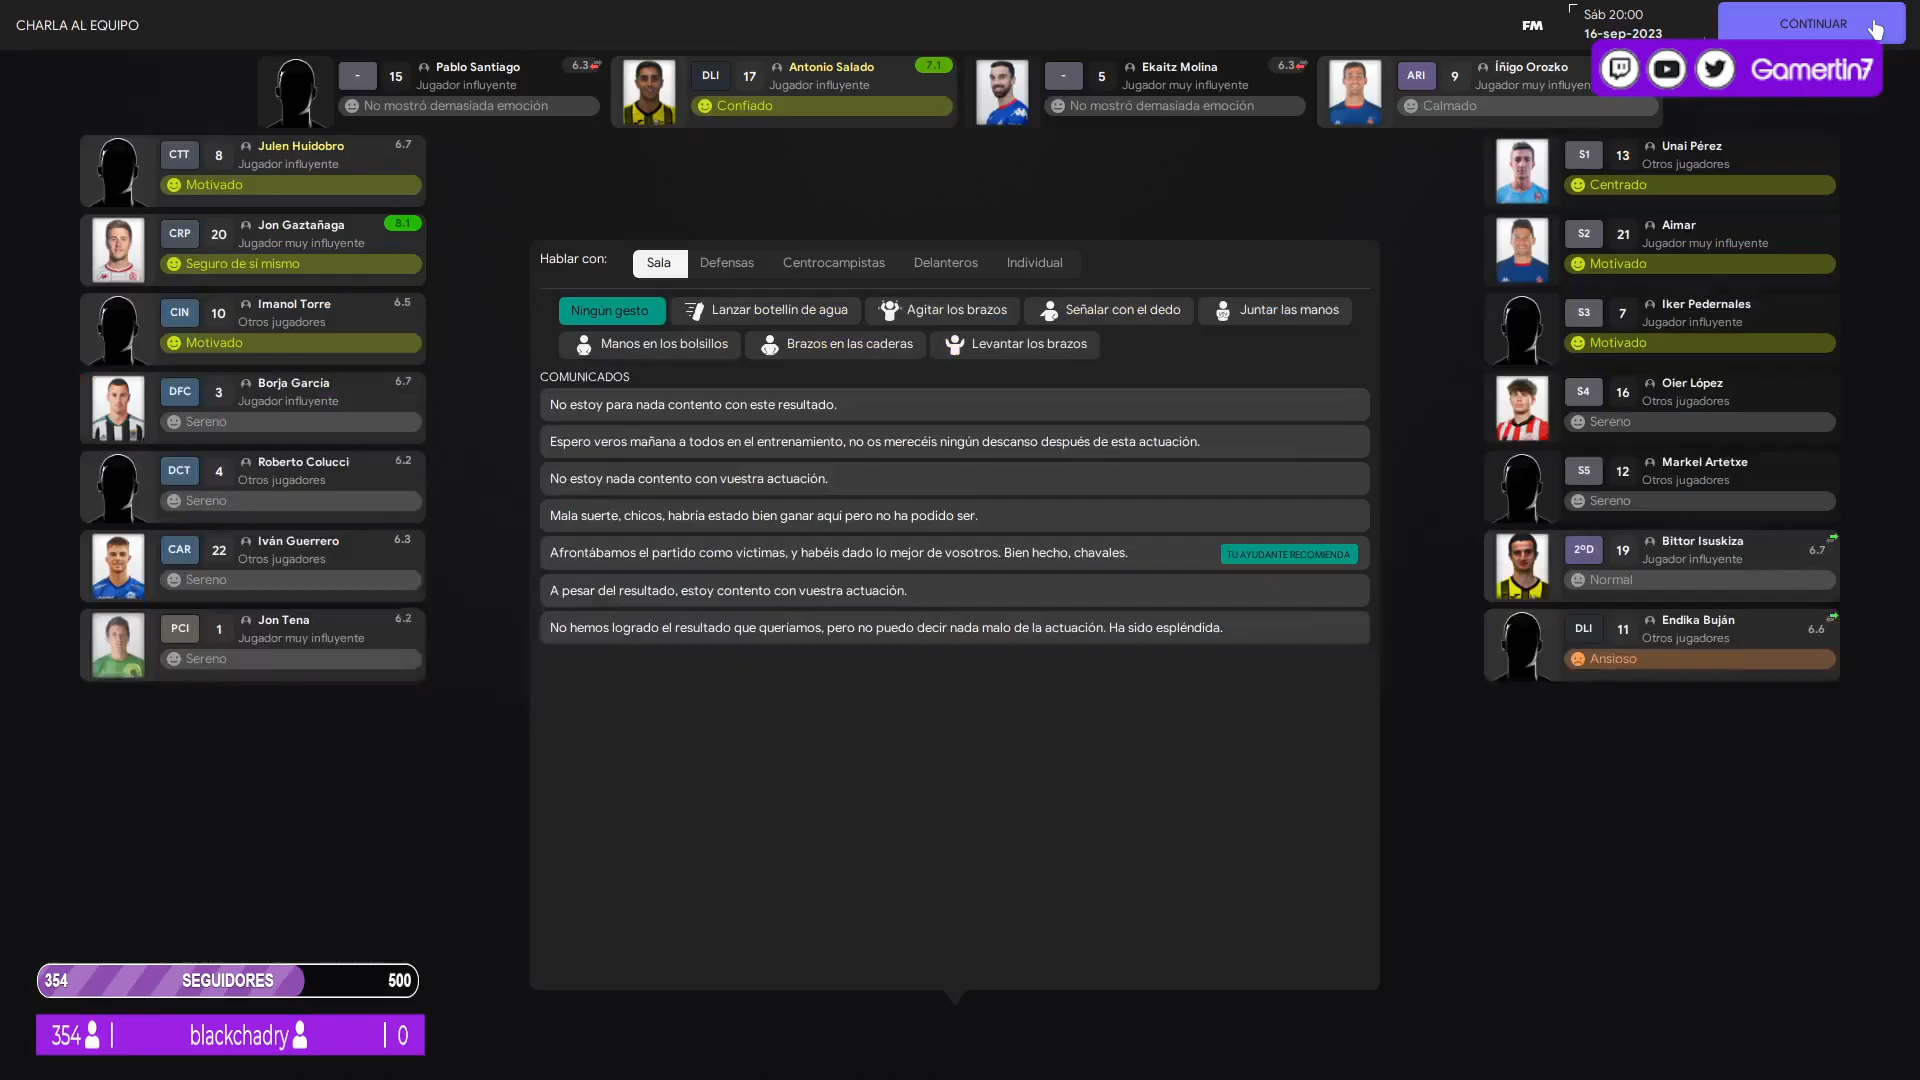 CHARLA AL EQUIPO
FM
Sáb 20:00
16-sep-2023
CONTINUAR
Gamertin7
- 15 Pablo Santiago 6.3
Jugador influyente
No mostró demasiada emoción
DLI 17 Antonio Salado 7.1
Jugador influyente
Confiado
- 5 Ekaitz Molina 6.3
Jugador muy influyente
No mostró demasiada emoción
ARI 9 Íñigo Orozko
Jugador muy influyen
Calmado
CTT 8 Julen Huidobro 6.7
Jugador influyente
Motivado
CRP 20 Jon Gaztañaga 8.1
Jugador muy influyente
Seguro de sí mismo
CIN 10 Imanol Torre 6.5
Otros jugadores
Motivado
DFC 3 Borja García 6.7
Jugador influyente
Sereno
DCT 4 Roberto Colucci 6.2
Otros jugadores
Sereno
CAR 22 Iván Guerrero 6.3
Otros jugadores
Sereno
PCI 1 Jon Tena 6.2
Jugador muy influyente
Sereno
Hablar con: Sala Defensas Centrocampistas Delanteros Individual
Ningún gesto Lanzar botellín de agua Agitar los brazos Señalar con el dedo Juntar las manos
Manos en los bolsillos Brazos en las caderas Levantar los brazos
COMUNICADOS
No estoy para nada contento con este resultado.
Espero veros mañana a todos en el entrenamiento, no os merecéis ningún descanso después de esta actuación.
No estoy nada contento con vuestra actuación.
Mala suerte, chicos, habría estado bien ganar aquí pero no ha podido ser.
Afrontábamos el partido como víctimas, y habéis dado lo mejor de vosotros. Bien hecho, chavales. TU AYUDANTE RECOMIENDA
A pesar del resultado, estoy contento con vuestra actuación.
No hemos logrado el resultado que queríamos, pero no puedo decir nada malo de la actuación. Ha sido espléndida.
S1 13 Unai Pérez
Otros jugadores
Centrado
S2 21 Aimar
Jugador muy influyente
Motivado
S3 7 Iker Pedernales
Jugador influyente
Motivado
S4 16 Oier López
Otros jugadores
Sereno
S5 12 Markel Artetxe
Otros jugadores
Sereno
2ºD 19 Bittor Isuskiza 6.7
Jugador influyente
Normal
DLI 11 Endika Buján 6.6
Otros jugadores
Ansioso
354 SEGUIDORES 500
354 | blackchadry | 0